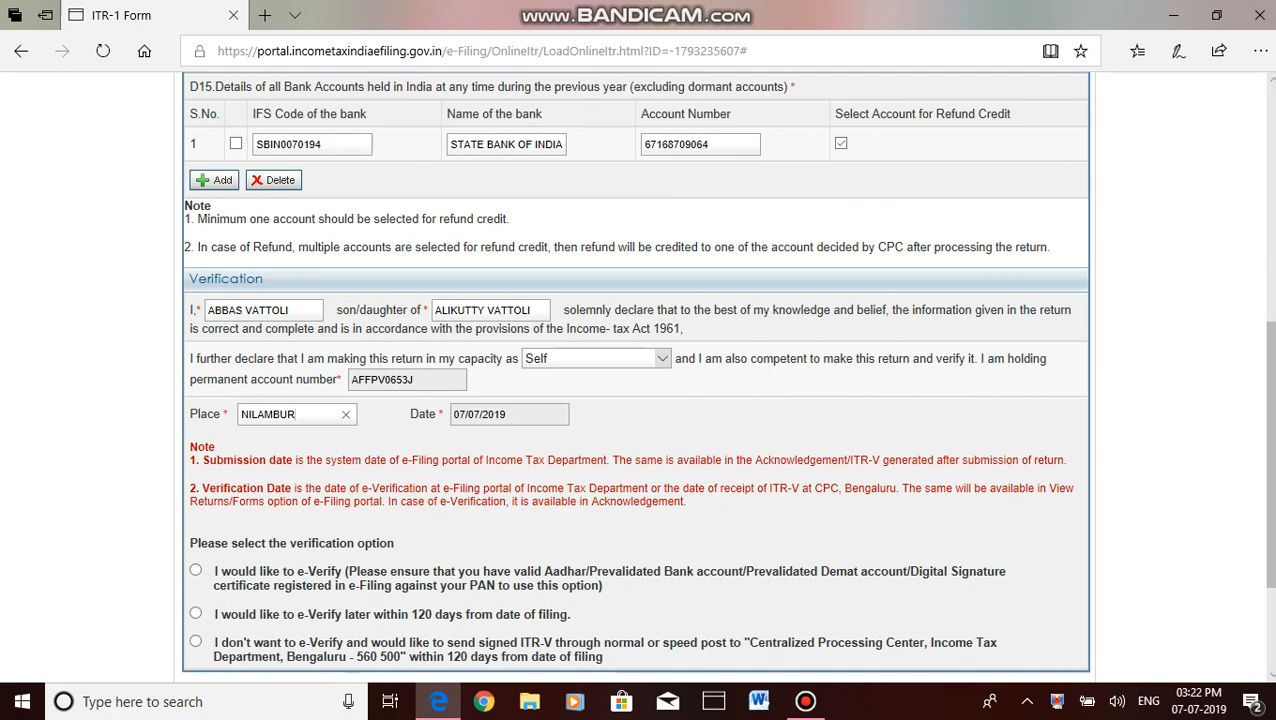 ITR-1 Form
www.BANDICAM.com
https://portal.incometaxindiaefiling.gov.in/e-Filing/OnlineItr/LoadOnlineItr.html?ID=-1793235607#
D15.Details of all Bank Accounts held in India at any time during the previous year (excluding dormant accounts) *
S.No. IFS Code of the bank Name of the bank Account Number Select Account for Refund Credit
1 SBIN0070194 STATE BANK OF INDIA 67168709064
Add Delete
Note
1. Minimum one account should be selected for refund credit.
2. In case of Refund, multiple accounts are selected for refund credit, then refund will be credited to one of the account decided by CPC after processing the return.
Verification
I,* ABBAS VATTOLI son/daughter of * ALIKUTTY VATTOLI solemnly declare that to the best of my knowledge and belief, the information given in the return
is correct and complete and is in accordance with the provisions of the Income- tax Act 1961,
I further declare that I am making this return in my capacity as Self and I am also competent to make this return and verify it. I am holding
permanent account number* AFFPV0653J
Place * NILAMBUR Date * 07/07/2019
Note
1. Submission date is the system date of e-Filing portal of Income Tax Department. The same is available in the Acknowledgement/ITR-V generated after submission of return.
2. Verification Date is the date of e-Verification at e-Filing portal of Income Tax Department or the date of receipt of ITR-V at CPC, Bengaluru. The same will be available in View
Returns/Forms option of e-Filing portal. In case of e-Verification, it is available in Acknowledgement.
Please select the verification option
I would like to e-Verify (Please ensure that you have valid Aadhar/Prevalidated Bank account/Prevalidated Demat account/Digital Signature
certificate registered in e-Filing against your PAN to use this option)
I would like to e-Verify later within 120 days from date of filing.
I don't want to e-Verify and would like to send signed ITR-V through normal or speed post to "Centralized Processing Center, Income Tax
Department, Bengaluru - 560 500" within 120 days from date of filing
Type here to search
ENG
03:22 PM
07-07-2019
2